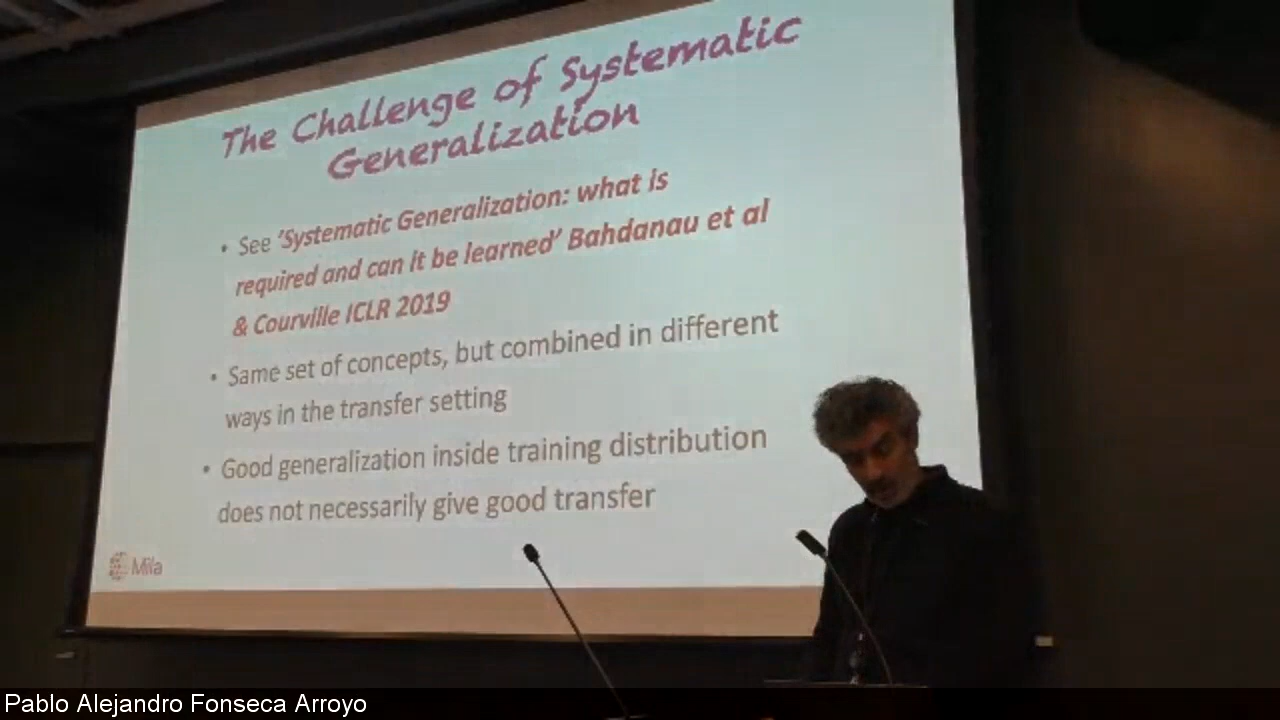 The Challenge of Systematic
Generalization
• See 'Systematic Generalization: what is
required and can it be learned' Bahdanau et al
& Courville ICLR 2019
• Same set of concepts, but combined in different
ways in the transfer setting
• Good generalization inside training distribution
does not necessarily give good transfer
Mila
Pablo Alejandro Fonseca Arroyo